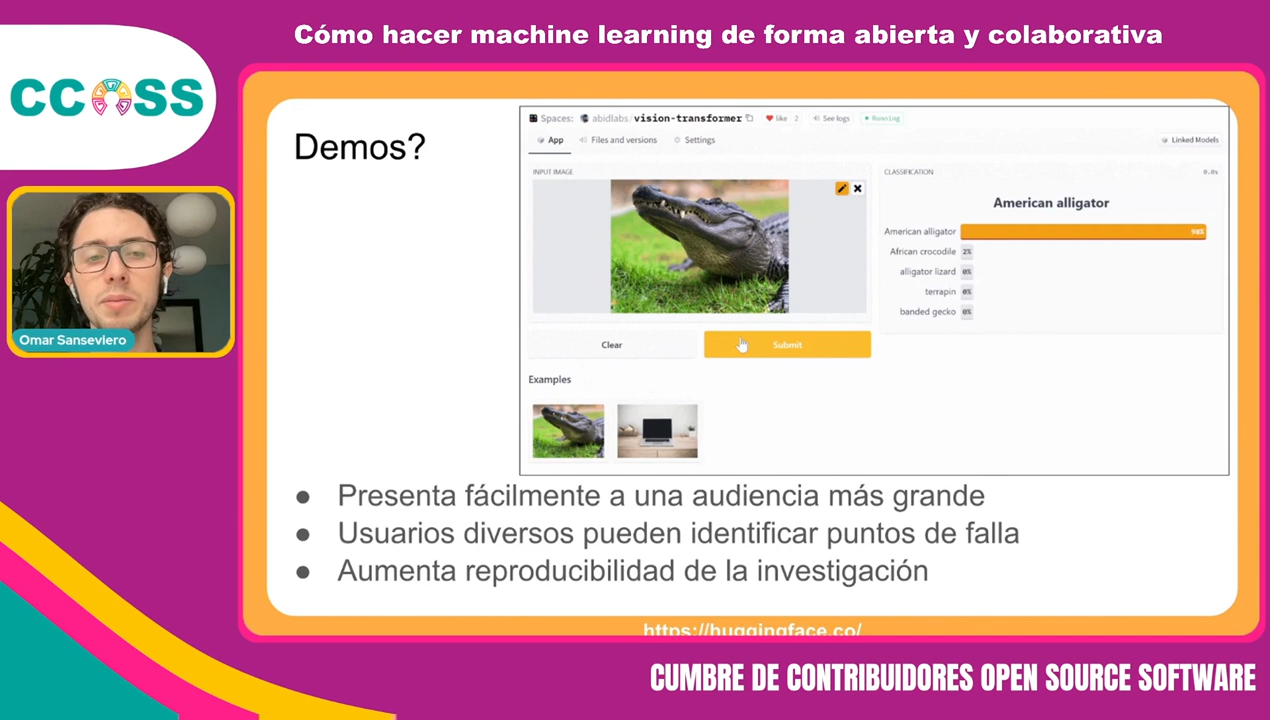 Cómo hacer machine learning de forma abierta y colaborativa
CCOSS
Omar Sanseviero
Demos?
Spaces: abidlabs/vision-transformer like 2 See logs Running
App Files and versions Settings Linked Models
INPUT IMAGE
Clear Submit
Examples
CLASSIFICATION 0.0s
American alligator
American alligator 98%
African crocodile 2%
alligator lizard 0%
terrapin 0%
banded gecko 0%
● Presenta fácilmente a una audiencia más grande
● Usuarios diversos pueden identificar puntos de falla
● Aumenta reproducibilidad de la investigación
https://huggingface.co/
CUMBRE DE CONTRIBUIDORES OPEN SOURCE SOFTWARE